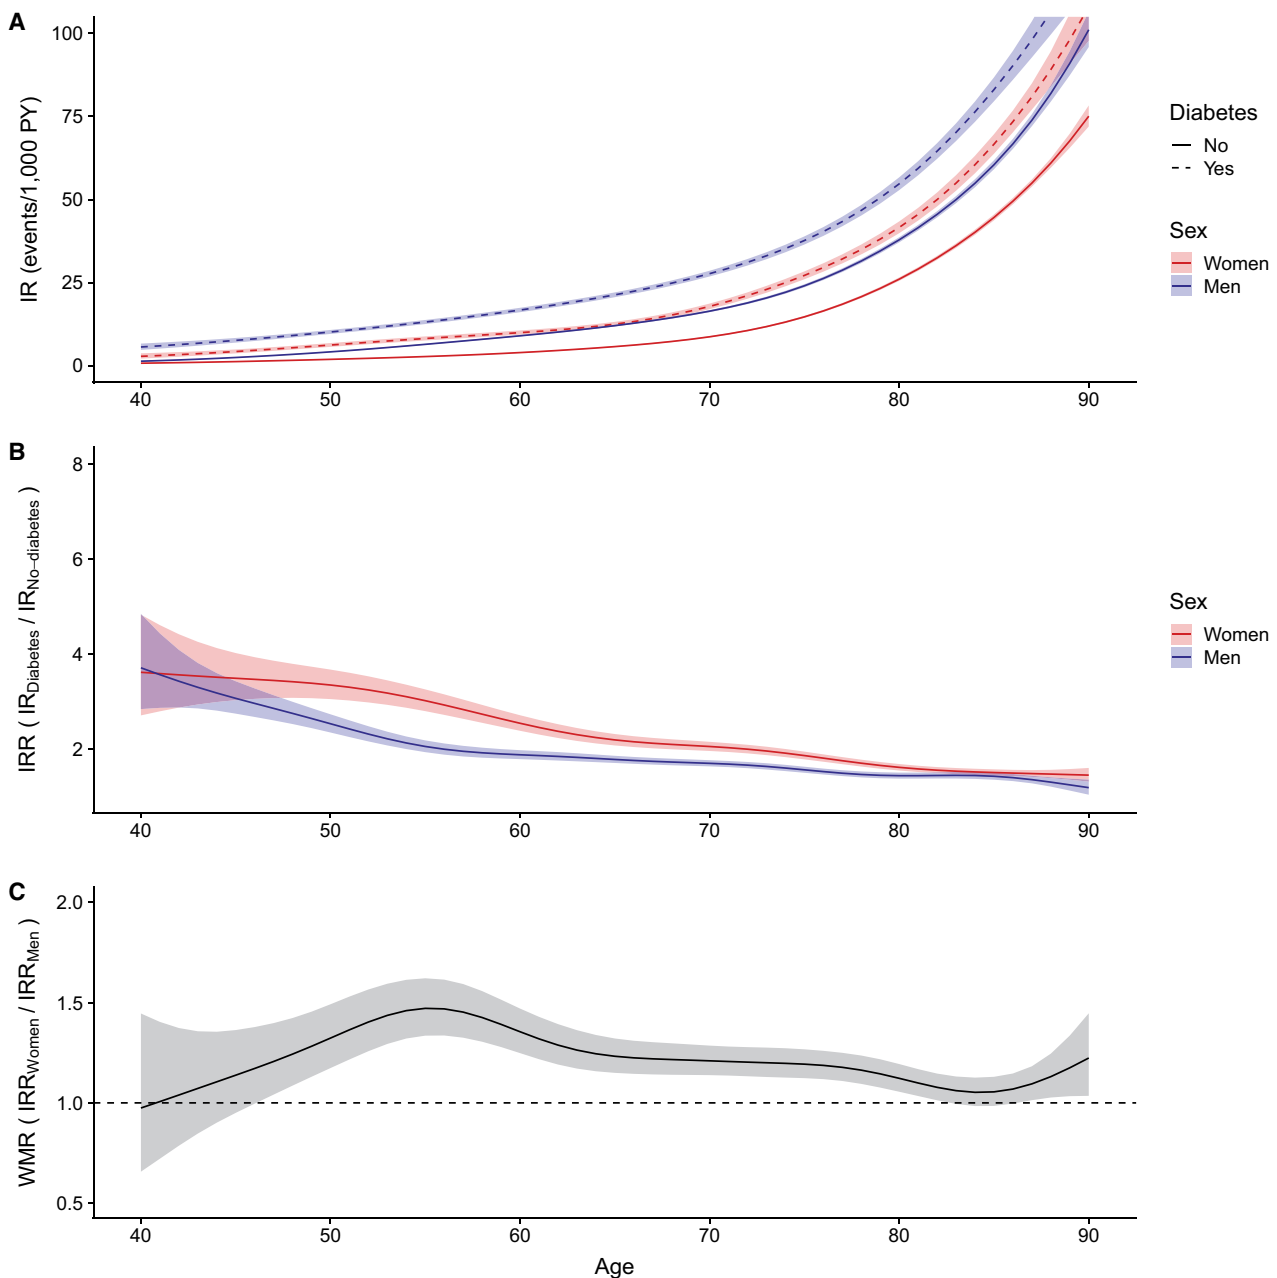 A
IR (events/1,000 PY)
100
75
50
25
0
40 50 60 70 80 90
Diabetes
No
Yes
Sex
Women
Men
B
IRR ( IRDiabetes / IRNo–diabetes )
8
6
4
2
40 50 60 70 80 90
Sex
Women
Men
C
WMR ( IRRWomen / IRRMen )
2.0
1.5
1.0
0.5
40 50 60 70 80 90
Age